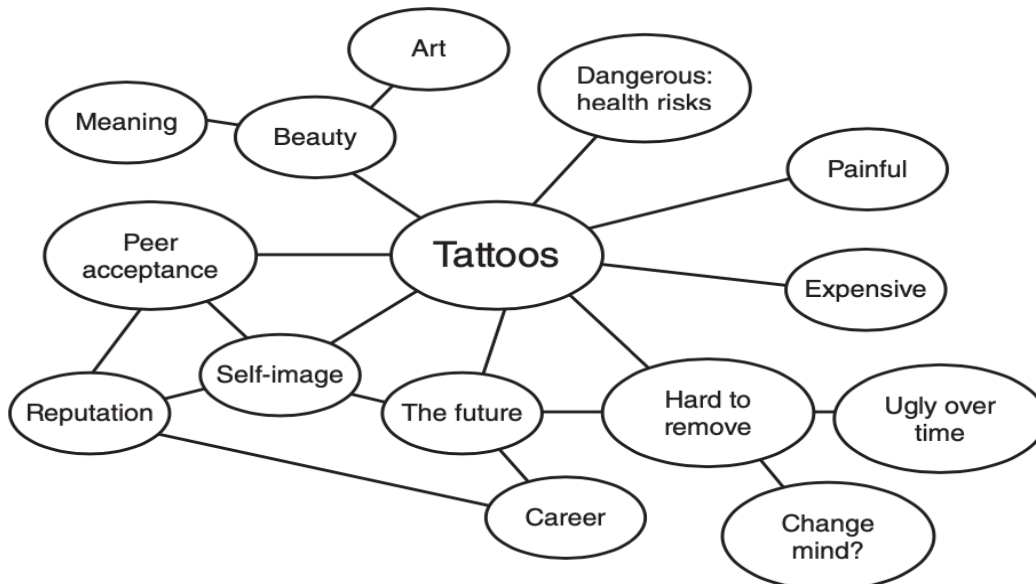 Art
Dangerous:
health risks
Meaning
Beauty
Painful
Peer
acceptance
Tattoos
Expensive
Self-image
Reputation
The future
Hard to
remove
Ugly over
time
Career
Change
mind?